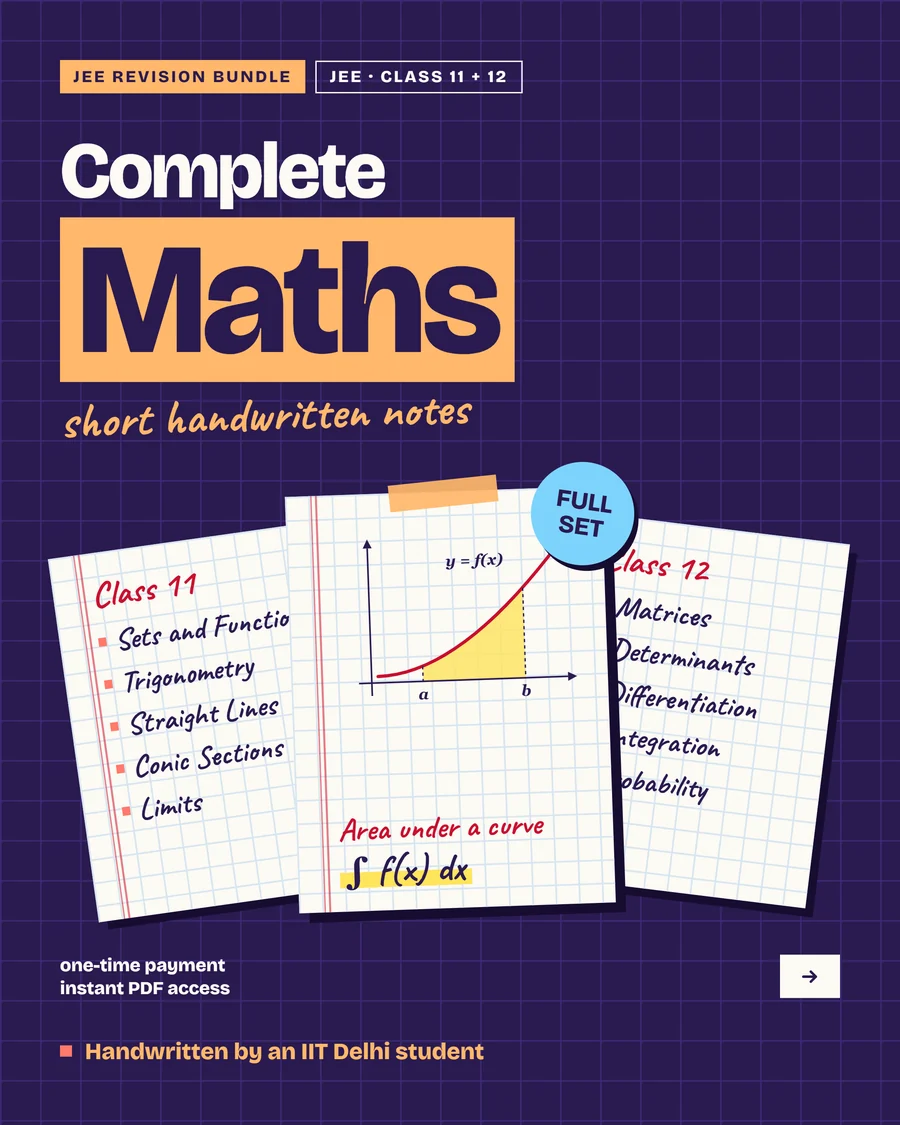 JEE REVISION BUNDLE
JEE · CLASS 11 + 12
Complete
Maths
short handwritten notes
FULL
SET
Class 11
Sets and Functio
Trigonometry
Straight Lines
Conic Sections
Limits
y = f(x)
a
b
Area under a curve
∫ f(x) dx
Class 12
Matrices
Determinants
Differentiation
ntegration
obability
one-time payment
instant PDF access
→
Handwritten by an IIT Delhi student